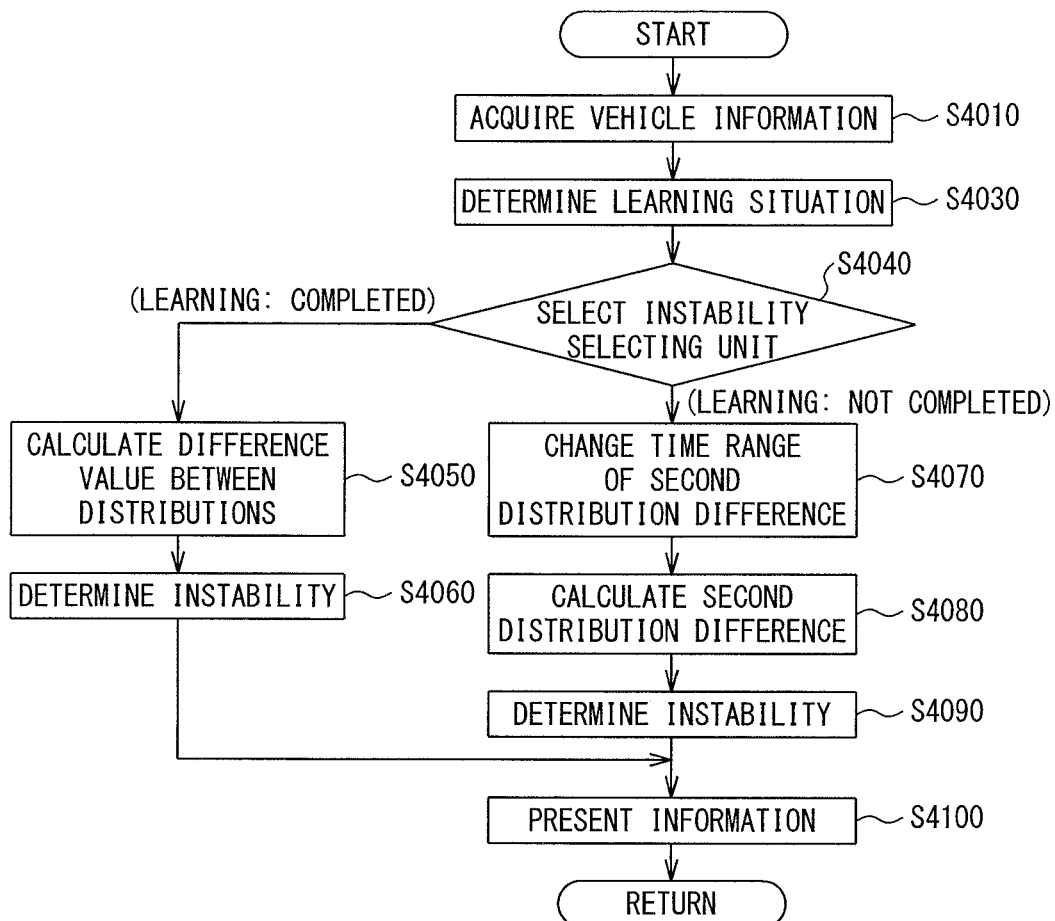 START
ACQUIRE VEHICLE INFORMATION
S4010
DETERMINE LEARNING SITUATION
S4030
S4040
(LEARNING: COMPLETED)
SELECT INSTABILITY
SELECTING UNIT
(LEARNING: NOT COMPLETED)
CALCULATE DIFFERENCE
VALUE BETWEEN
DISTRIBUTIONS
S4050
CHANGE TIME RANGE
OF SECOND
DISTRIBUTION DIFFERENCE
S4070
DETERMINE INSTABILITY
S4060
CALCULATE SECOND
DISTRIBUTION DIFFERENCE
S4080
DETERMINE INSTABILITY
S4090
PRESENT INFORMATION
S4100
RETURN